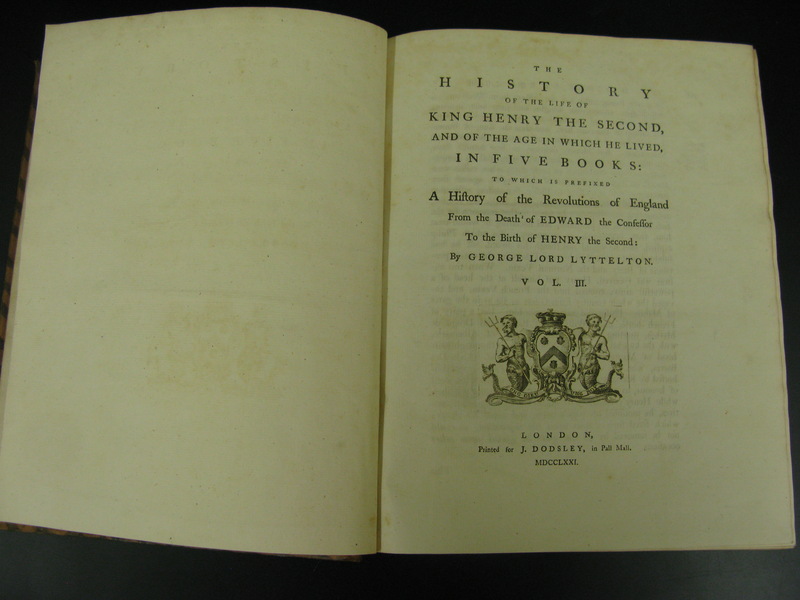 THE
HISTORY
OF THE LIFE OF
KING HENRY THE SECOND,
AND OF THE AGE IN WHICH HE LIVED,
IN FIVE BOOKS:
TO WHICH IS PREFIXED
A Hiſtory of the Revolutions of England
From the Death of EDWARD the Confeſſor
To the Birth of HENRY the Second:
By GEORGE LORD LYTTELTON.
VOL. III.
LONDON,
Printed for J. DODSLEY, in Pall Mall.
MDCCLXXI.